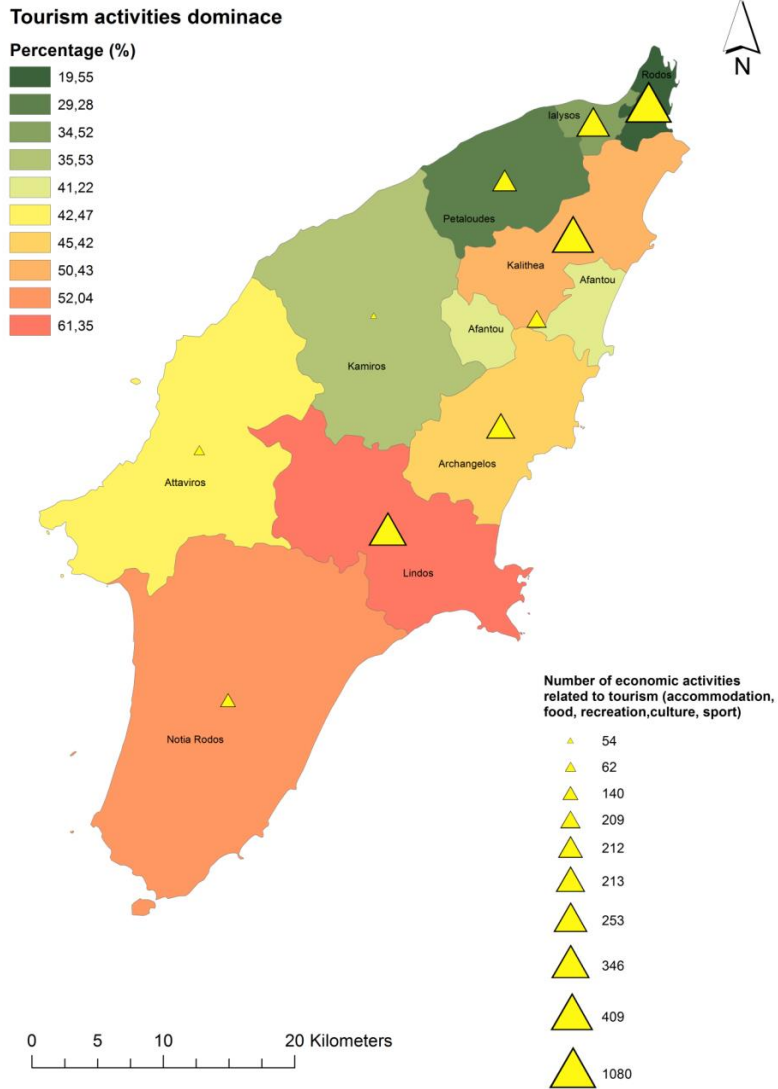 Tourism activities dominace
Percentage (%)
19,55
29,28
34,52
35,53
41,22
42,47
45,42
50,43
52,04
61,35
N
Rodos
Ialysos
Petaloudes
Kalithea
Afantou
Afantou
Kamiros
Archangelos
Attaviros
Lindos
Notia Rodos
Number of economic activities
related to tourism (accommodation,
food, recreation,culture, sport)
54
62
140
209
212
213
253
346
409
1080
0 5 10 20 Kilometers